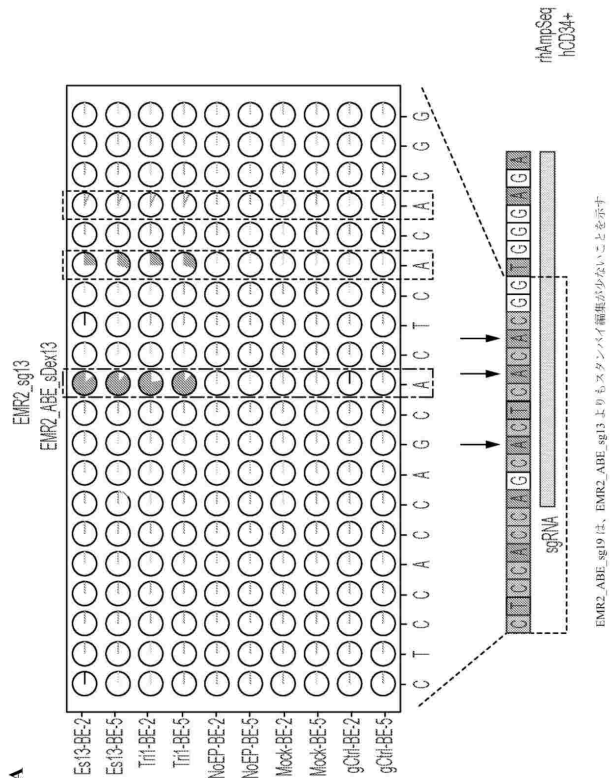 A
EMR2_sg13
EMR2_ABE_sDex13
Es13-BE-2
Es13-BE-5
Tri1-BE-2
Tri1-BE-5
NoEP-BE-2
NoEP-BE-5
Mock-BE-2
Mock-BE-5
gCtrl-BE-2
gCtrl-BE-5
C T C C A C C A G C A C T C A C A C G G
C T C C A C C A G C A C T C A C A C G G T G G G A G A
sgRNA
rhAmpSeq
hCD34+
EMR2_ABE_sg19 は、EMR2_ABE_sg13 よりもスタンバイ編集が少ないことを示す